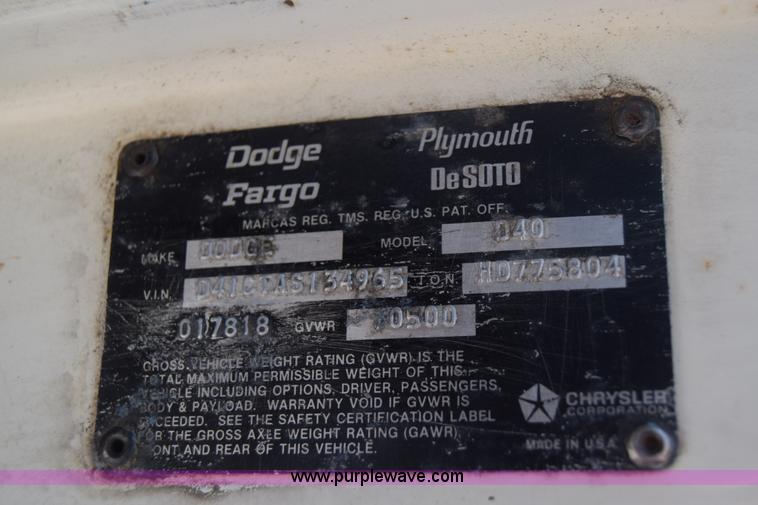 Dodge Plymouth
Fargo DeSOTO
MARCAS REG. TMS. REG. U.S. PAT. OFF.
MAKE DODGE MODEL D40
V.I.N. HD775804
017818 GVWR 10500
GROSS VEHICLE WEIGHT RATING (GVWR) IS THE
TOTAL MAXIMUM PERMISSIBLE WEIGHT OF THIS
VEHICLE INCLUDING OPTIONS, DRIVER, PASSENGERS,
BODY & PAYLOAD. WARRANTY VOID IF GVWR IS
EXCEEDED. SEE THE SAFETY CERTIFICATION LABEL
FOR THE GROSS AXLE WEIGHT RATING (GAWR),
FRONT AND REAR OF THIS VEHICLE.
CHRYSLER
CORPORATION
MADE IN U.S.A.
www.purplewave.com